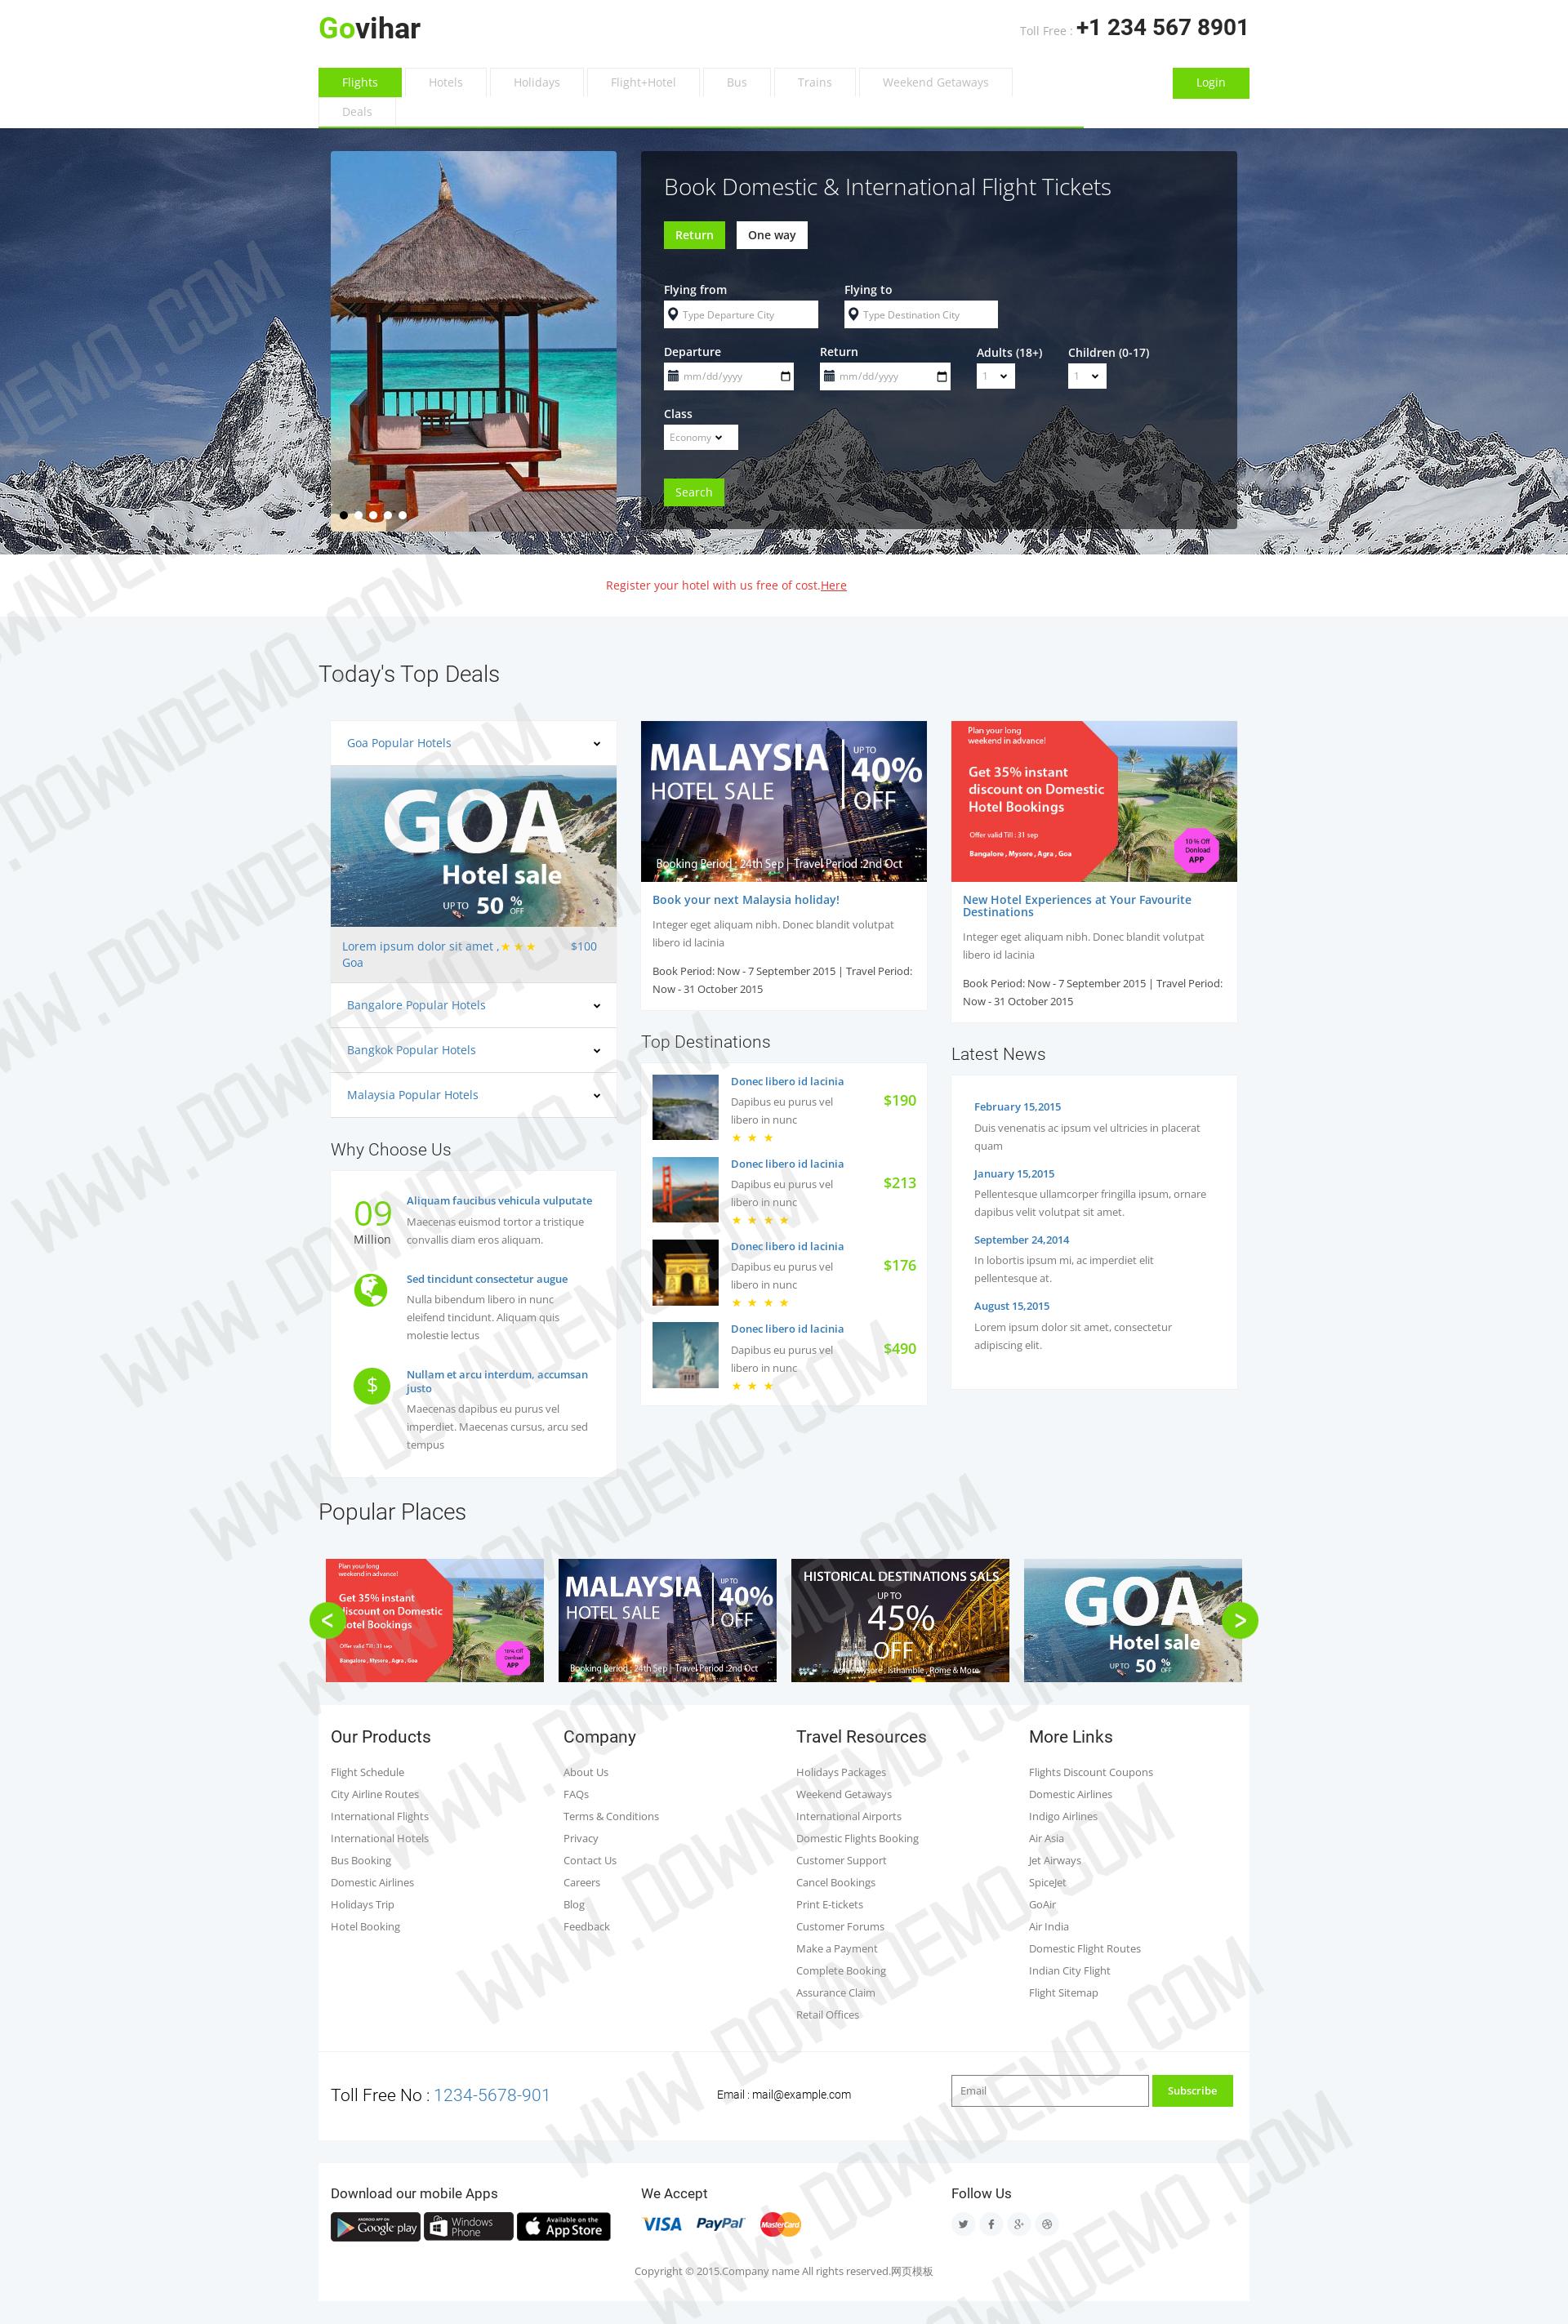 Govihar
Toll Free : +1 234 567 8901
Flights Hotels Holidays Flight+Hotel Bus Trains Weekend Getaways Login
Deals
Book Domestic & International Flight Tickets
Return One way
Flying from Flying to
Type Departure City Type Destination City
Departure Return Adults (18+) Children (0-17)
mm/dd/yyyy mm/dd/yyyy 1 1
Class
Economy
Search
Register your hotel with us free of cost.Here
Today's Top Deals
Goa Popular Hotels
GOA
Hotel sale
UP TO 50 % OFF
Lorem ipsum dolor sit amet , $100
Goa
Bangalore Popular Hotels
Bangkok Popular Hotels
Malaysia Popular Hotels
Why Choose Us
09
Million
Aliquam faucibus vehicula vulputate
Maecenas euismod tortor a tristique
convallis diam eros aliquam.
Sed tincidunt consectetur augue
Nulla bibendum libero in nunc
eleifend tincidunt. Aliquam quis
molestie lectus
$
Nullam et arcu interdum, accumsan
justo
Maecenas dapibus eu purus vel
imperdiet. Maecenas cursus, arcu sed
tempus
MALAYSIA
HOTEL SALE
UP TO
40%
OFF
Booking Period : 24th Sep | Travel Period :2nd Oct
Book your next Malaysia holiday!
Integer eget aliquam nibh. Donec blandit volutpat
libero id lacinia
Book Period: Now - 7 September 2015 | Travel Period:
Now - 31 October 2015
Top Destinations
Donec libero id lacinia
Dapibus eu purus vel
libero in nunc
$190
Donec libero id lacinia
Dapibus eu purus vel
libero in nunc
$213
Donec libero id lacinia
Dapibus eu purus vel
libero in nunc
$176
Donec libero id lacinia
Dapibus eu purus vel
libero in nunc
$490
Plan your long
weekend in advance!
Get 35% instant
discount on Domestic
Hotel Bookings
Offer valid Till : 31 sep
Bangalore , Mysore , Agra , Goa
10 % Off
Donload
APP
New Hotel Experiences at Your Favourite
Destinations
Integer eget aliquam nibh. Donec blandit volutpat
libero id lacinia
Book Period: Now - 7 September 2015 | Travel Period:
Now - 31 October 2015
Latest News
February 15,2015
Duis venenatis ac ipsum vel ultricies in placerat
quam
January 15,2015
Pellentesque ullamcorper fringilla ipsum, ornare
dapibus velit volutpat sit amet.
September 24,2014
In lobortis ipsum mi, ac imperdiet elit
pellentesque at.
August 15,2015
Lorem ipsum dolor sit amet, consectetur
adipiscing elit.
Popular Places
Plan your long
weekend in advance!
Get 35% instant
discount on Domestic
Hotel Bookings
Offer valid Till : 31 sep
Bangalore , Mysore , Agra , Goa
10 % Off
Donload
APP
<
MALAYSIA
HOTEL SALE
UP TO
40%
OFF
Booking Period : 24th Sep | Travel Period :2nd Oct
HISTORICAL DESTINATIONS SALS
UP TO
45%
OFF
Agra , Mysore , Isthamble , Rome & More
GOA
Hotel sale
UP TO 50 % OFF
>
Our Products
Flight Schedule
City Airline Routes
International Flights
International Hotels
Bus Booking
Domestic Airlines
Holidays Trip
Hotel Booking
Company
About Us
FAQs
Terms & Conditions
Privacy
Contact Us
Careers
Blog
Feedback
Travel Resources
Holidays Packages
Weekend Getaways
International Airports
Domestic Flights Booking
Customer Support
Cancel Bookings
Print E-tickets
Customer Forums
Make a Payment
Complete Booking
Assurance Claim
Retail Offices
More Links
Flights Discount Coupons
Domestic Airlines
Indigo Airlines
Air Asia
Jet Airways
SpiceJet
GoAir
Air India
Domestic Flight Routes
Indian City Flight
Flight Sitemap
Toll Free No : 1234-5678-901
Email : mail@example.com
Email Subscribe
Download our mobile Apps
ANDROID APP ON
Google play
Windows
Phone
Available on the
App Store
We Accept
VISA PayPal MasterCard
Follow Us
Copyright © 2015.Company name All rights reserved.网页模板
WWW.DOWNDEMO.COM